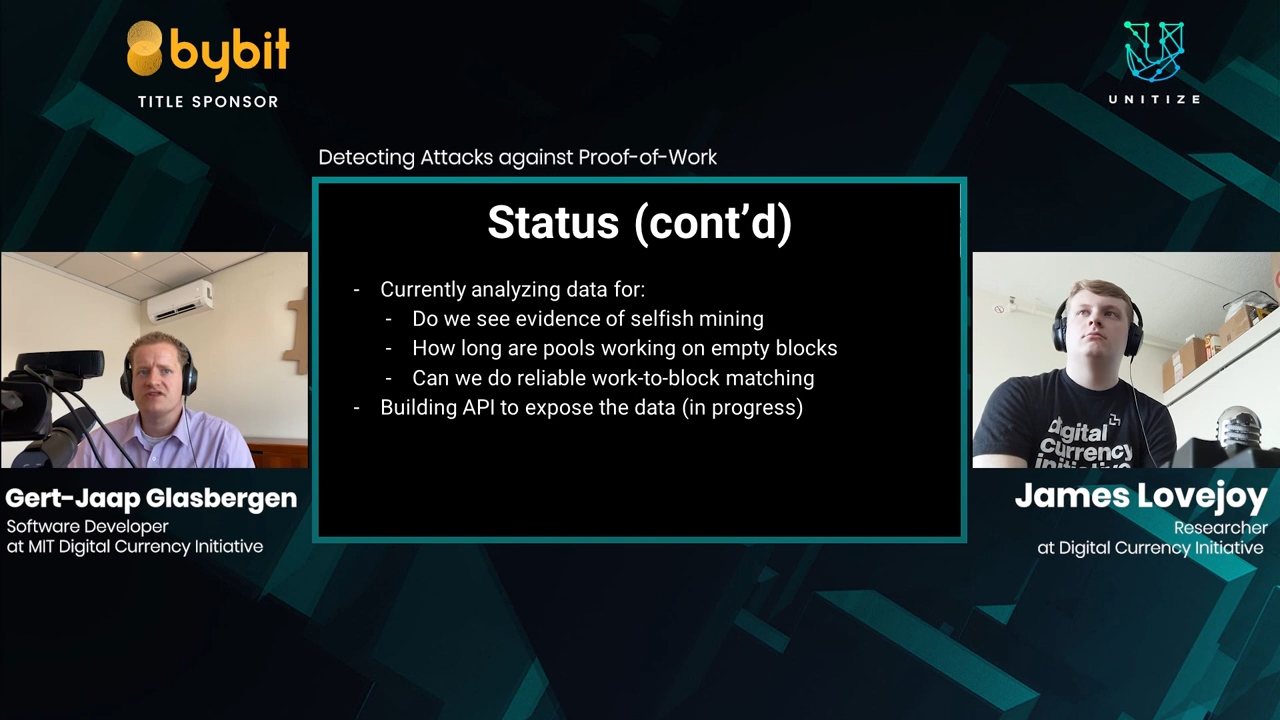 bybit
TITLE SPONSOR
UNITIZE
Detecting Attacks against Proof-of-Work
Status (cont’d)
- Currently analyzing data for:
- Do we see evidence of selfish mining
- How long are pools working on empty blocks
- Can we do reliable work-to-block matching
- Building API to expose the data (in progress)
digital
currency
initiative
Gert-Jaap Glasbergen
Software Developer
at MIT Digital Currency Initiative
James Lovejoy
Researcher
at Digital Currency Initiative